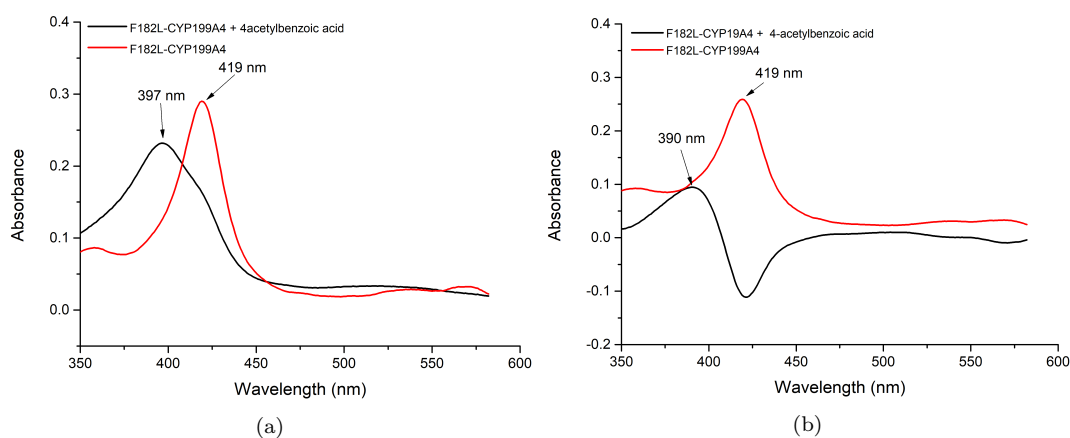 F182L-CYP199A4 + 4acetylbenzoic acid
F182L-CYP199A4
419 nm
397 nm
0.4
0.3
0.2
0.1
0.0
Absorbance
350
400
450
500
550
600
Wavelength (nm)
(a)
F182L-CYP19A4 + 4-acetylbenzoic acid
F182L-CYP199A4
419 nm
390 nm
0.4
0.3
0.2
0.1
0.0
-0.1
-0.2
Absorbance
350
400
450
500
550
600
Wavelength (nm)
(b)